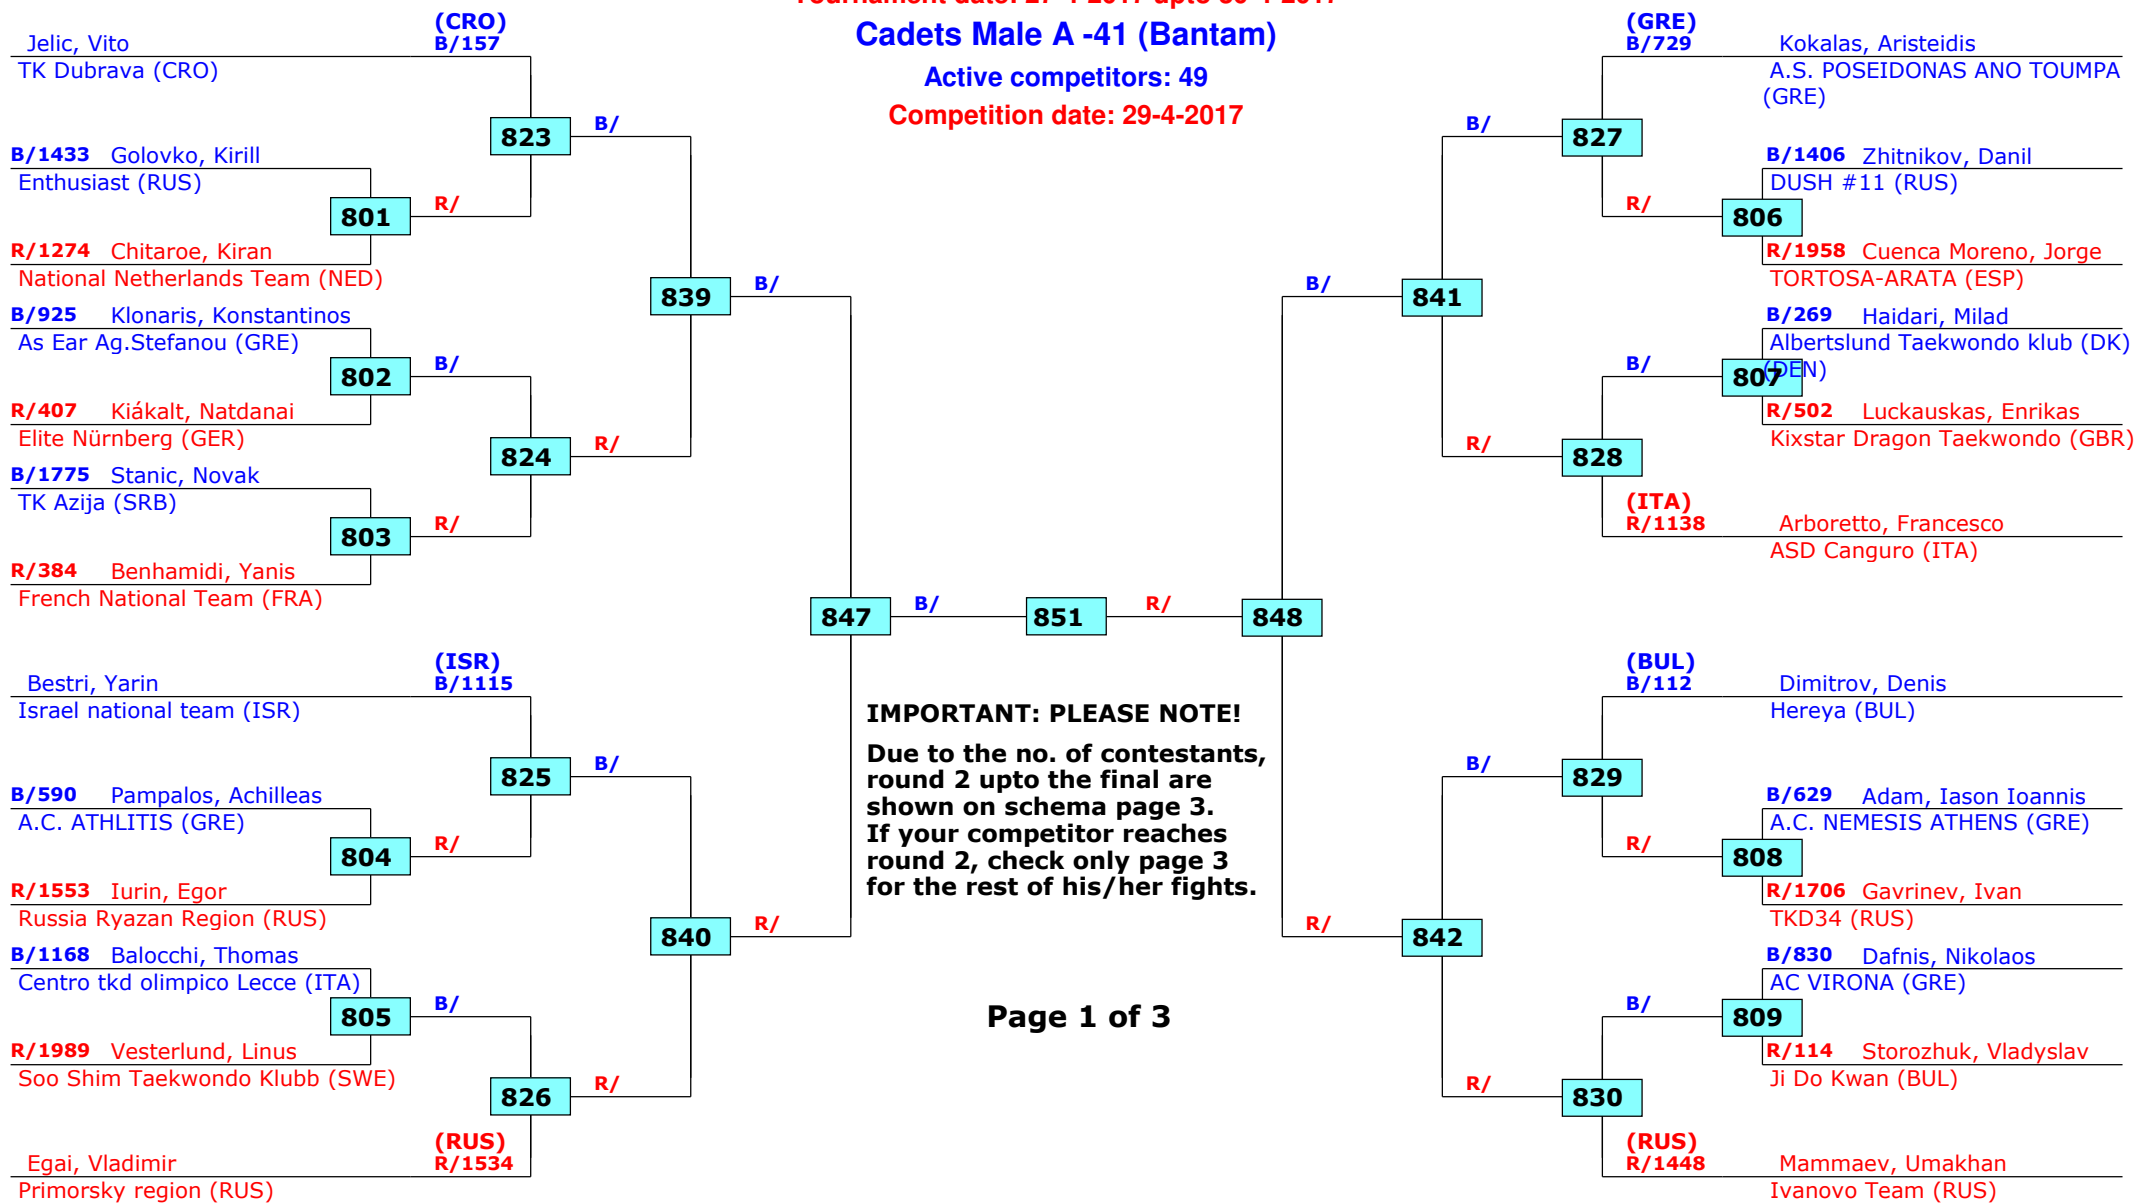 Tournament date: 27-4-2017 upto 30-4-2017
Cadets Male A -41 (Bantam)
Active competitors: 49
Competition date: 29-4-2017
(CRO)
Jelic, Vito B/157
TK Dubrava (CRO)
823
B/
B/1433 Golovko, Kirill
Enthusiast (RUS)
801
R/
R/1274 Chitaroe, Kiran
National Netherlands Team (NED)
839
B/
B/925 Klonaris, Konstantinos
As Ear Ag.Stefanou (GRE)
802
B/
R/407 Kiákalt, Natdanai
Elite Nürnberg (GER)
824
R/
B/1775 Stanic, Novak
TK Azija (SRB)
803
R/
R/384 Benhamidi, Yanis
French National Team (FRA)
847
B/
851
R/
848
(ISR)
Bestri, Yarin B/1115
Israel national team (ISR)
825
B/
B/590 Pampalos, Achilleas
A.C. ATHLITIS (GRE)
804
R/
R/1553 Iurin, Egor
Russia Ryazan Region (RUS)
840
R/
B/1168 Balocchi, Thomas
Centro tkd olimpico Lecce (ITA)
805
B/
R/1989 Vesterlund, Linus
Soo Shim Taekwondo Klubb (SWE)
826
R/
(RUS)
Egai, Vladimir R/1534
Primorsky region (RUS)
IMPORTANT: PLEASE NOTE!
Due to the no. of contestants,
round 2 upto the final are
shown on schema page 3.
If your competitor reaches
round 2, check only page 3
for the rest of his/her fights.
Page 1 of 3
(GRE)
B/729 Kokalas, Aristeidis
A.S. POSEIDONAS ANO TOUMPA
(GRE)
B/
827
B/1406 Zhitnikov, Danil
DUSH #11 (RUS)
R/
806
R/1958 Cuenca Moreno, Jorge
TORTOSA-ARATA (ESP)
B/
841
B/269 Haidari, Milad
Albertslund Taekwondo klub (DK)
(DEN)
B/
807
R/502 Luckauskas, Enrikas
Kixstar Dragon Taekwondo (GBR)
R/
828
(ITA)
R/1138 Arboretto, Francesco
ASD Canguro (ITA)
(BUL)
B/112 Dimitrov, Denis
Hereya (BUL)
B/
829
B/629 Adam, Iason Ioannis
A.C. NEMESIS ATHENS (GRE)
R/
808
R/1706 Gavrinev, Ivan
TKD34 (RUS)
R/
842
B/830 Dafnis, Nikolaos
AC VIRONA (GRE)
B/
809
R/114 Storozhuk, Vladyslav
Ji Do Kwan (BUL)
R/
830
(RUS)
R/1448 Mammaev, Umakhan
Ivanovo Team (RUS)